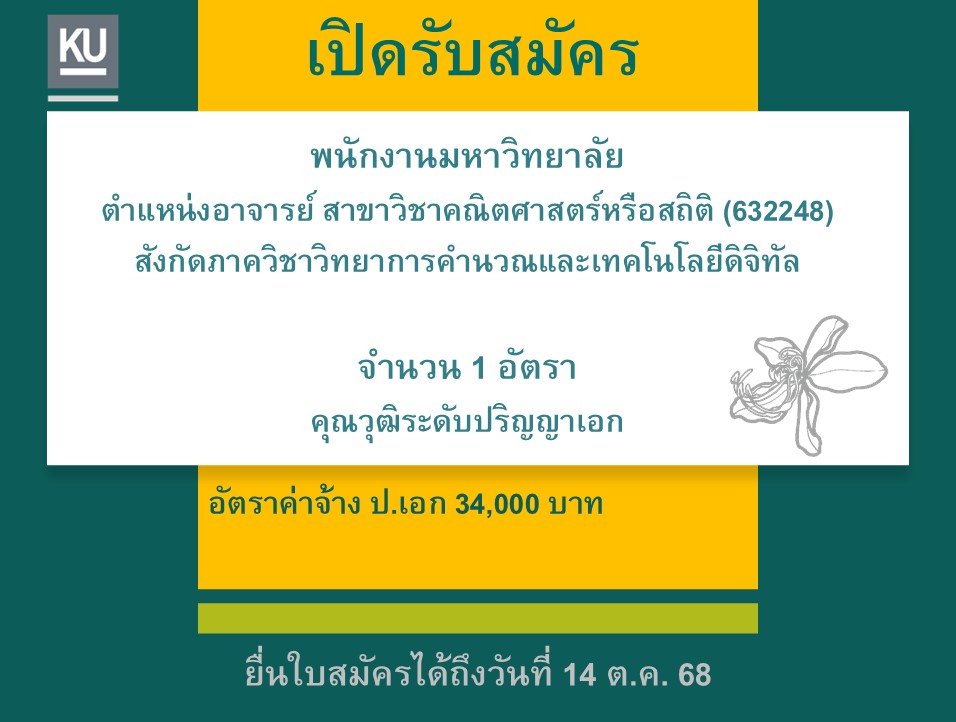 KU
เปิดรับสมัคร
พนักงานมหาวิทยาลัย
ตำแหน่งอาจารย์ สาขาวิชาคณิตศาสตร์หรือสถิติ (632248)
สังกัดภาควิชาวิทยาการคำนวณและเทคโนโลยีดิจิทัล
จำนวน 1 อัตรา
คุณวุฒิระดับปริญญาเอก
อัตราค่าจ้าง ป.เอก 34,000 บาท
ยื่นใบสมัครได้ถึงวันที่ 14 ต.ค. 68